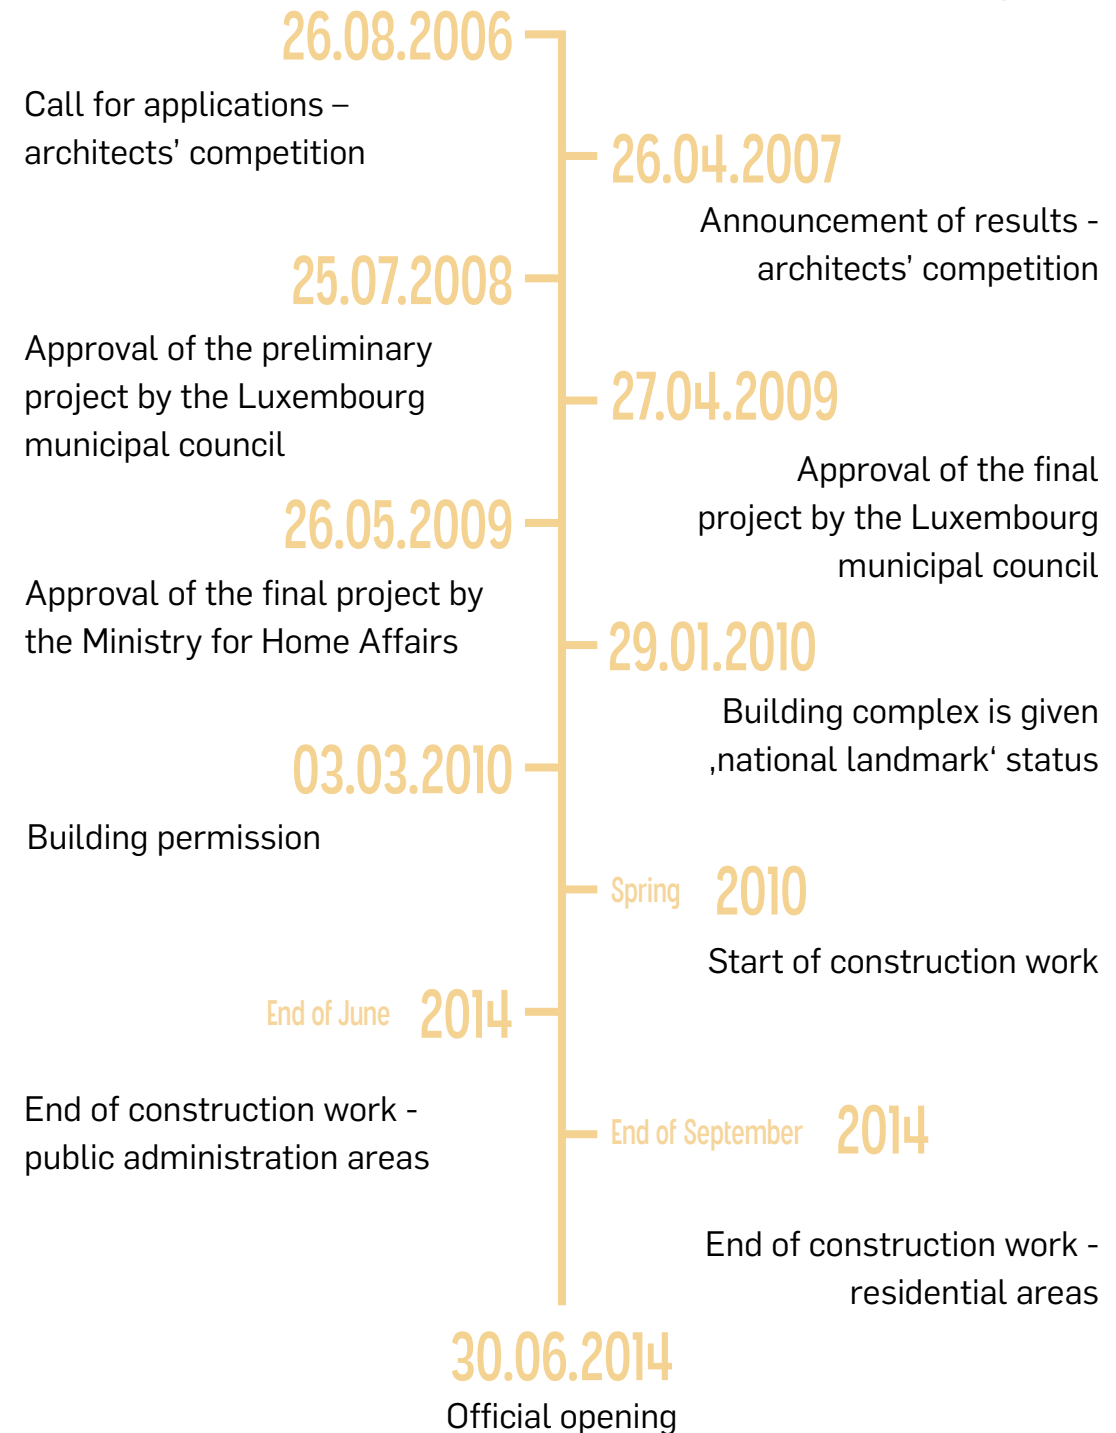 26.08.2006
Call for applications –
architects’ competition
26.04.2007
Announcement of results -
architects’ competition
25.07.2008
Approval of the preliminary
project by the Luxembourg
municipal council
27.04.2009
Approval of the final
project by the Luxembourg
municipal council
26.05.2009
Approval of the final project by
the Ministry for Home Affairs
29.01.2010
Building complex is given
‚national landmark‘ status
03.03.2010
Building permission
Spring 2010
Start of construction work
End of June 2014
End of construction work -
public administration areas
End of September 2014
End of construction work -
residential areas
30.06.2014
Official opening